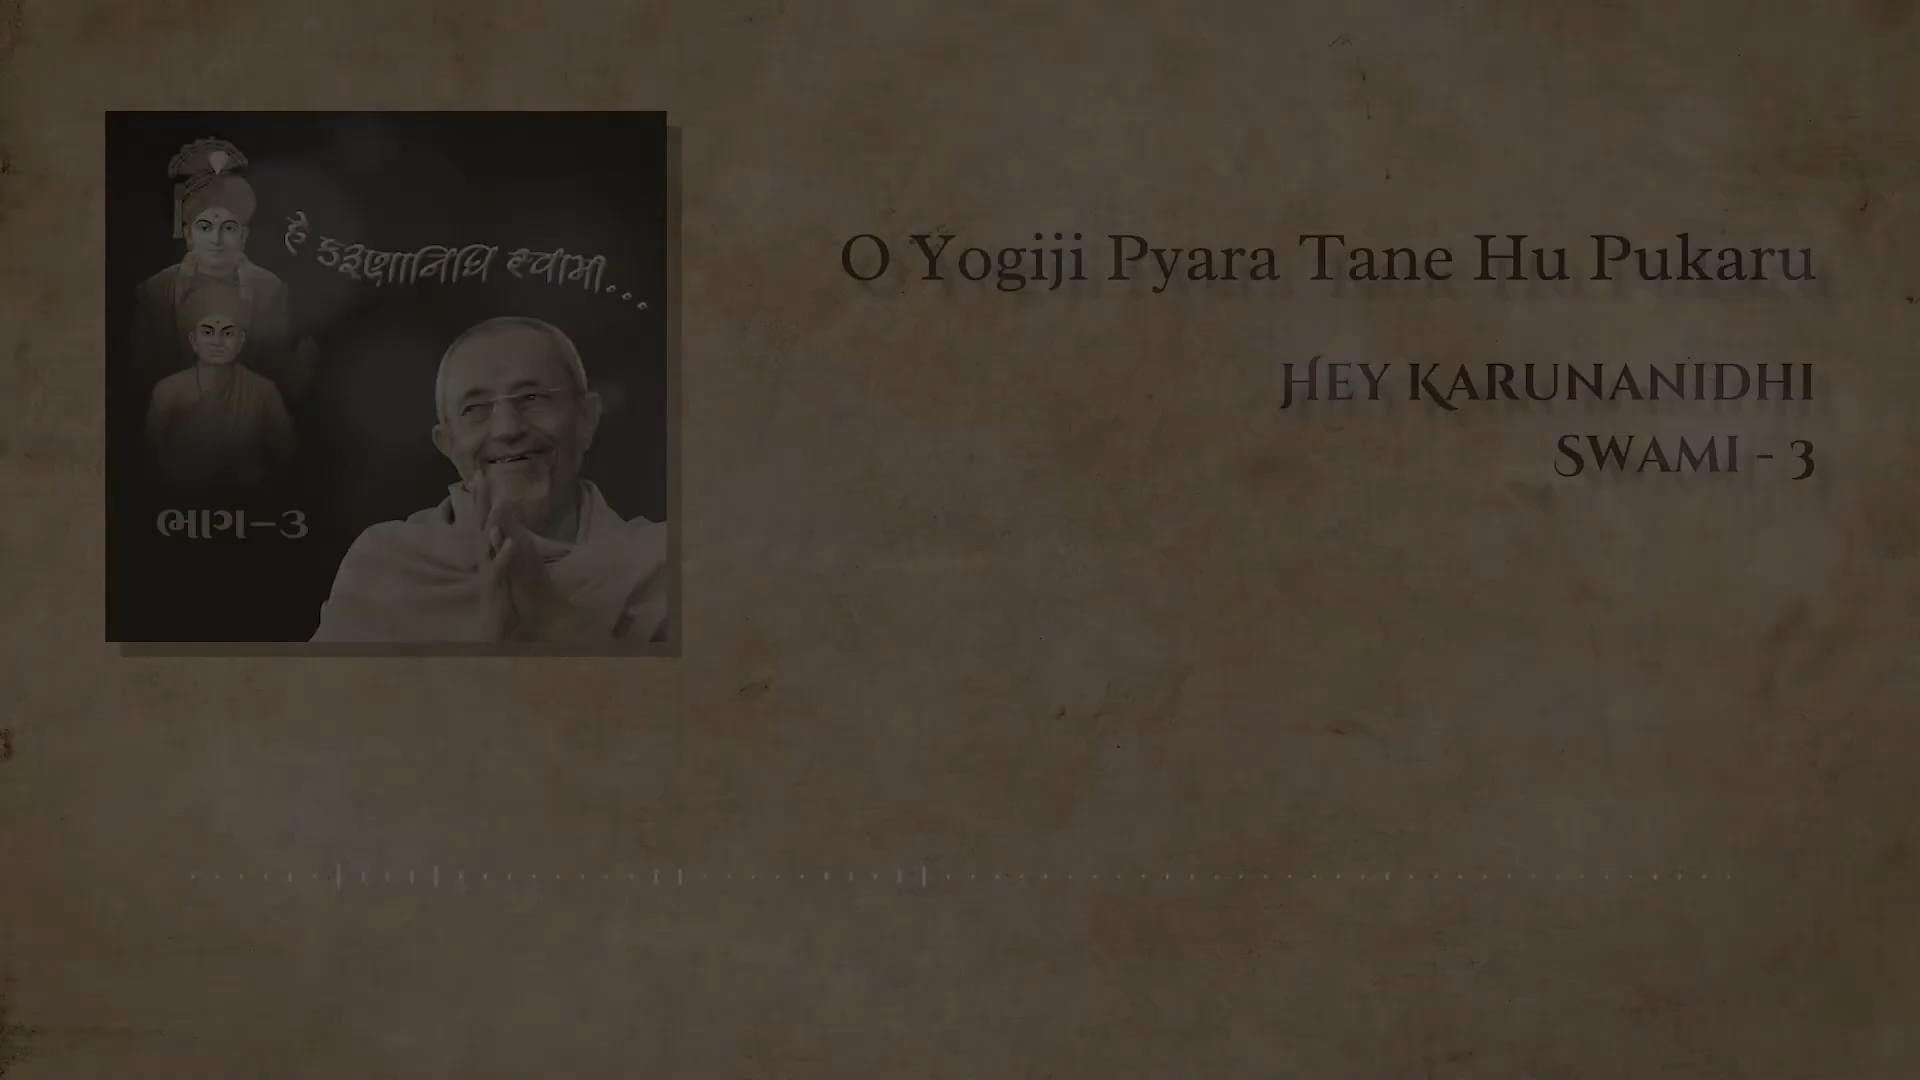 હે કરૂણાનિધિ સ્વામી...
ભાગ-૩
O Yogiji Pyara Tane Hu Pukaru
Hey Karunanidhi
Swami - 3